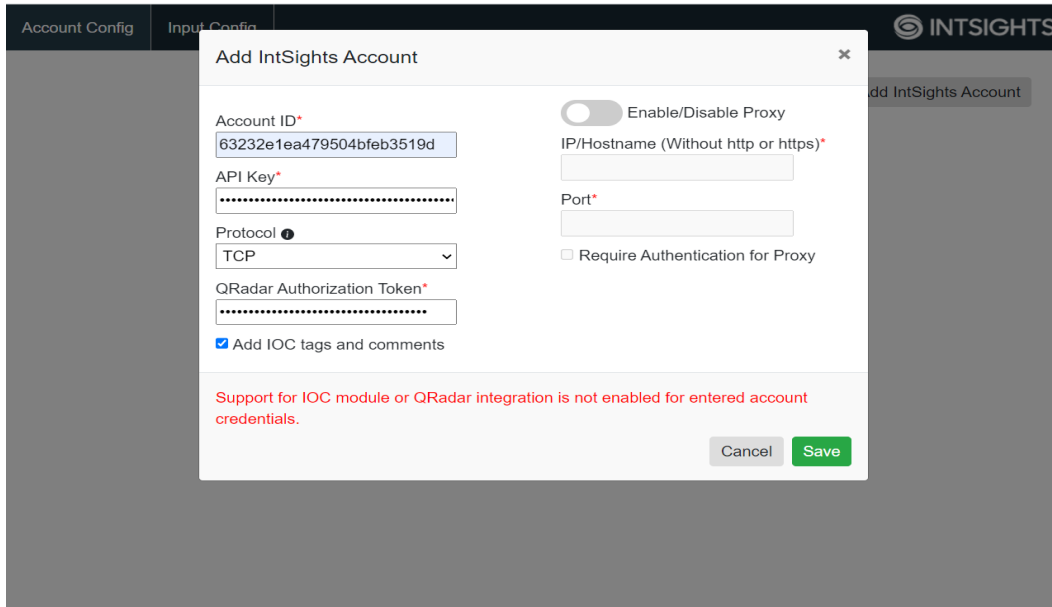 Account Config
Input Config
INTSIGHTS
Add IntSights Account
×
dd IntSights Account
Account ID*
63232e1ea479504bfeb3519d
API Key*
Protocol
TCP
QRadar Authorization Token*
Add IOC tags and comments
Enable/Disable Proxy
IP/Hostname (Without http or https)*
Port*
Require Authentication for Proxy
Support for IOC module or QRadar integration is not enabled for entered account
credentials.
Cancel
Save